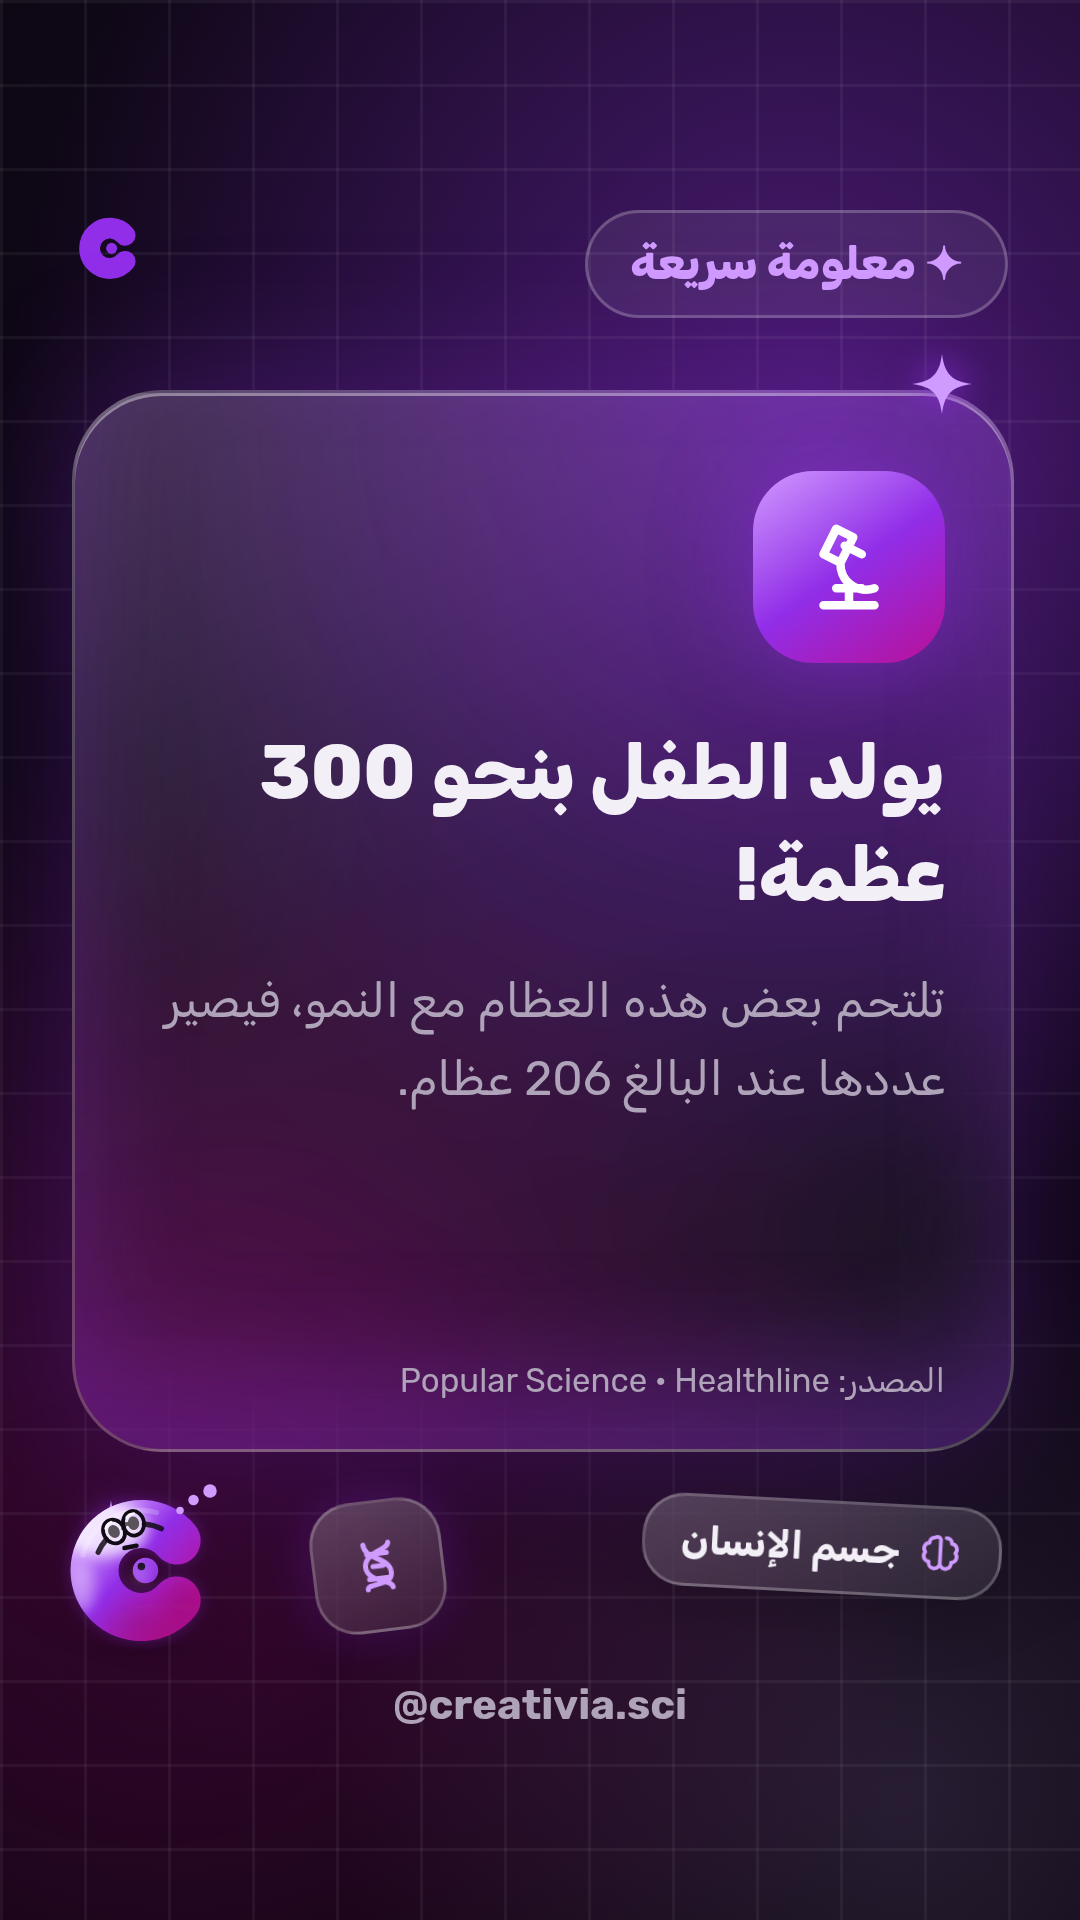 معلومة سريعة
يولد الطفل بنحو 300
عظمة!
تلتحم بعض هذه العظام مع النمو، فيصير
عددها عند البالغ 206 عظام.
المصدر: Popular Science • Healthline
جسم الإنسان
@creativia.sci